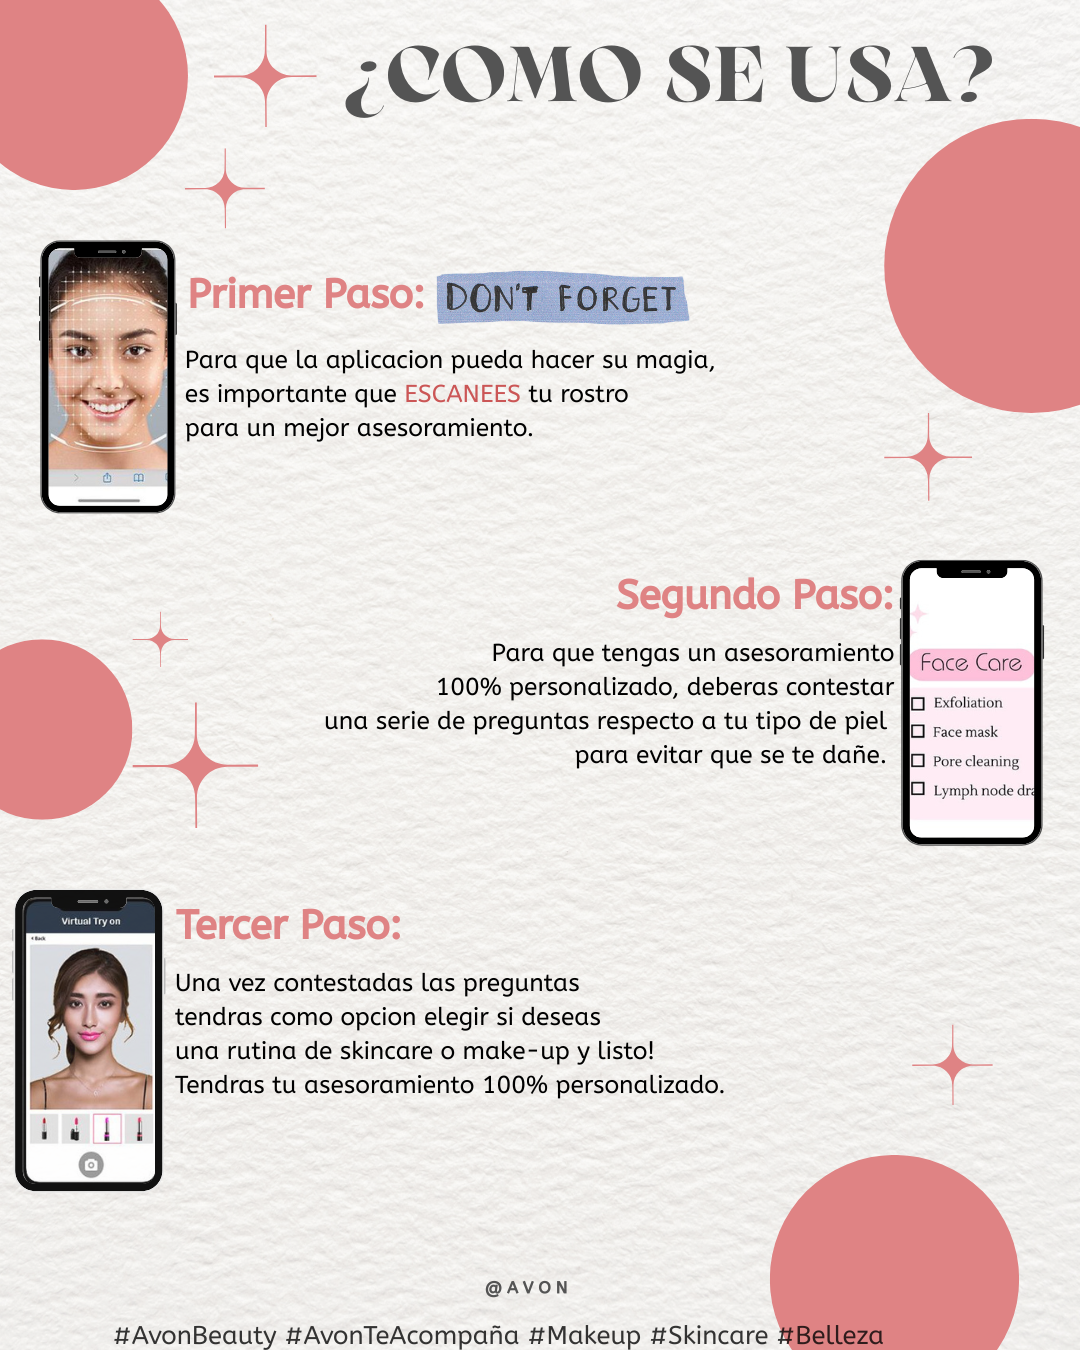 ¿COMO SE USA?
Primer Paso: DON'T FORGET
Para que la aplicacion pueda hacer su magia,
es importante que ESCANEES tu rostro
para un mejor asesoramiento.
Segundo Paso:
Para que tengas un asesoramiento
100% personalizado, deberas contestar
una serie de preguntas respecto a tu tipo de piel
para evitar que se te dañe.
Face Care
Exfoliation
Face mask
Pore cleaning
Lymph node dra
Virtual Try on
< Back
Tercer Paso:
Una vez contestadas las preguntas
tendras como opcion elegir si deseas
una rutina de skincare o make-up y listo!
Tendras tu asesoramiento 100% personalizado.
@AVON
#AvonBeauty #AvonTeAcompaña #Makeup #Skincare #Belleza